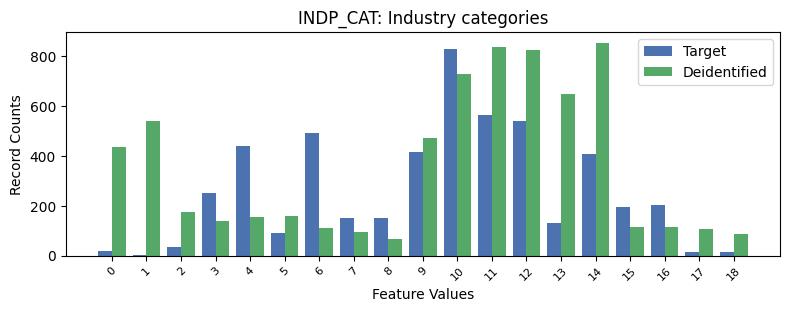 INDP_CAT: Industry categories
Target
Deidentified
800
600
400
200
0
Record Counts
0 1 2 3 4 5 6 7 8 9 10 11 12 13 14 15 16 17 18
Feature Values